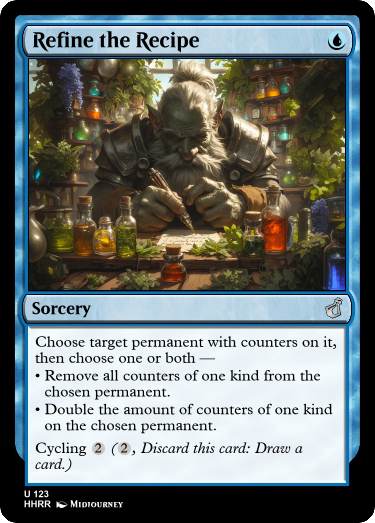 Refine the Recipe
Sorcery
Choose target permanent with counters on it,
then choose one or both —
• Remove all counters of one kind from the
chosen permanent.
• Double the amount of counters of one kind
on the chosen permanent.
Cycling 2 (2, Discard this card: Draw a
card.)
U 123
HHRR Midjourney